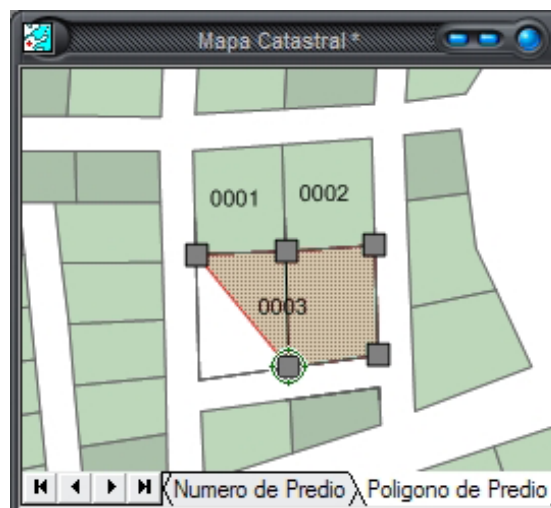 Mapa Catastral*
0001
0002
0003
Numero de Predio
Poligono de Predio